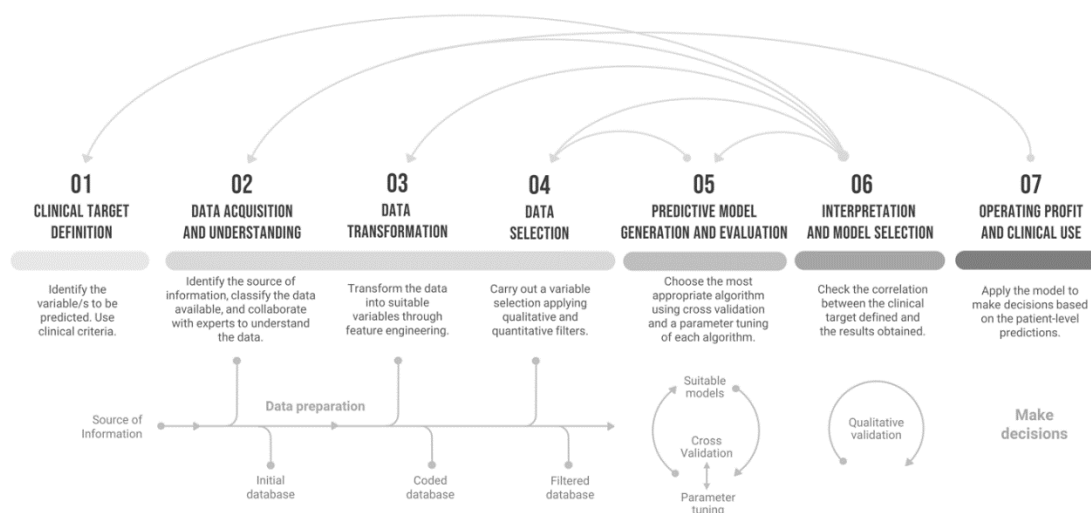 01
CLINICAL TARGET
DEFINITION
Identify the
variable/s to be
predicted. Use
clinical criteria.
02
DATA ACQUISITION
AND UNDERSTANDING
Identify the source of
information, classify the data
available, and collaborate
with experts to understand
the data.
03
DATA
TRANSFORMATION
Transform the data
into suitable
variables through
feature engineering.
04
DATA
SELECTION
Carry out a variable
selection applying
qualitative and
quantitative filters.
05
PREDICTIVE MODEL
GENERATION AND EVALUATION
Choose the most
appropriate algorithm
using cross validation
and a parameter tuning
of each algorithm.
06
INTERPRETATION
AND MODEL SELECTION
Check the correlation
between the clinical
target defined and
the results obtained.
07
OPERATING PROFIT
AND CLINICAL USE
Apply the model to
make decisions based
on the patient-level
predictions.
Source of
Information
Data preparation
Initial
database
Coded
database
Filtered
database
Suitable
models
Cross
Validation
Parameter
tuning
Qualitative
validation
Make
decisions